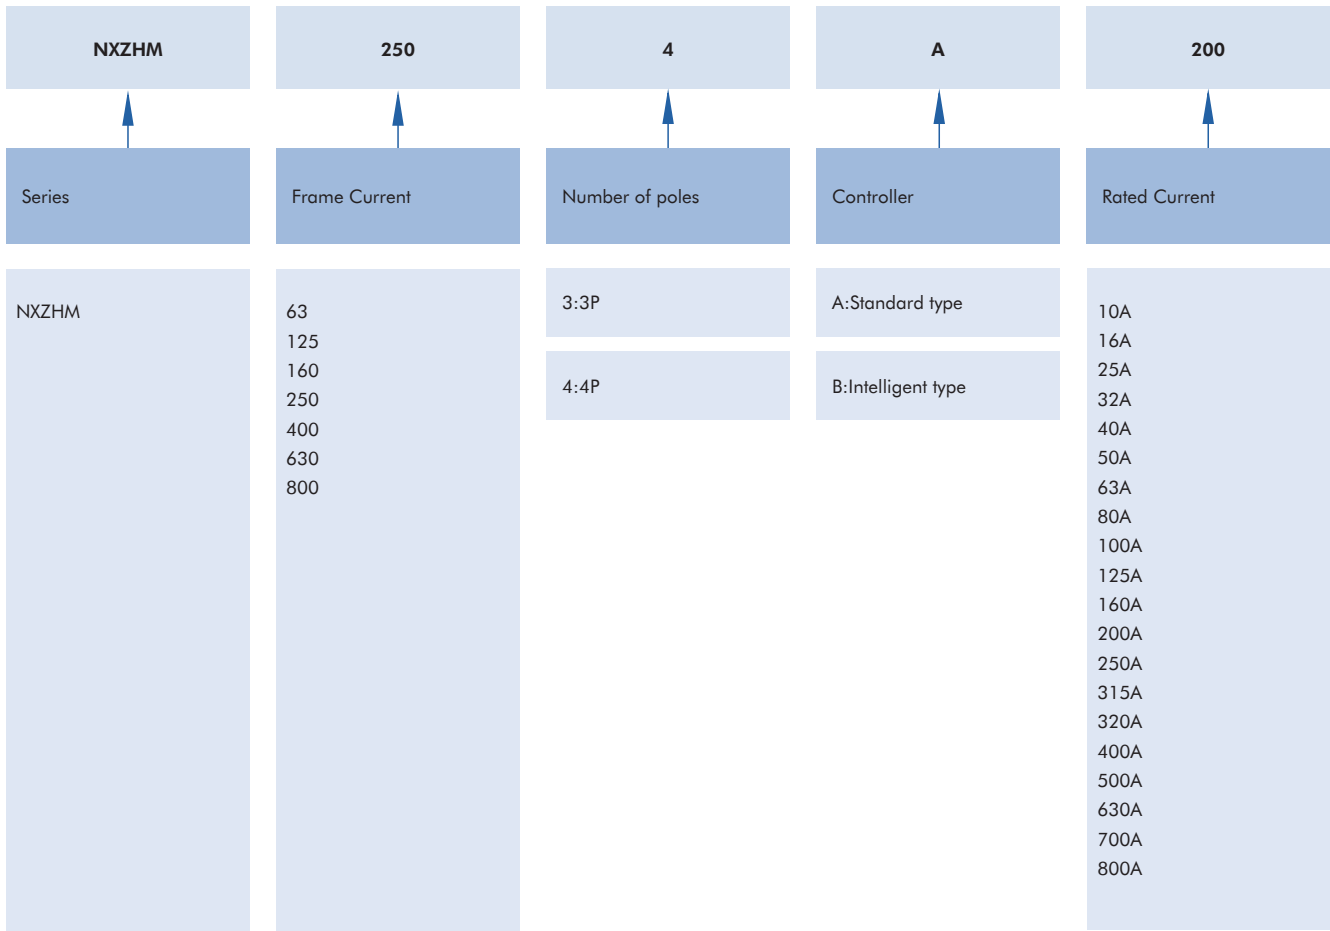 NXZHM
250
4
A
200
Series
Frame Current
Number of poles
Controller
Rated Current
NXZHM
63
125
160
250
400
630
800
3:3P
4:4P
A:Standard type
B:Intelligent type
10A
16A
25A
32A
40A
50A
63A
80A
100A
125A
160A
200A
250A
315A
320A
400A
500A
630A
700A
800A